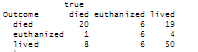 true
Outcome died euthanized lived
died 20 6 19
euthanized 1 6 4
lived 8 6 50